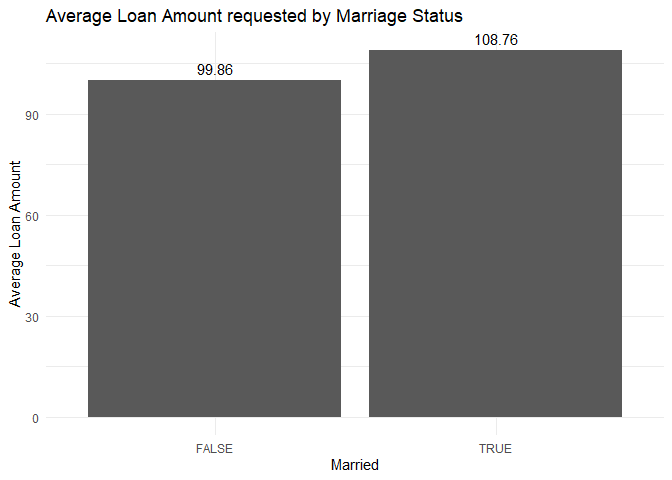 Average Loan Amount requested by Marriage Status
108.76
99.86
90
60
30
0
Average Loan Amount
FALSE
TRUE
Married